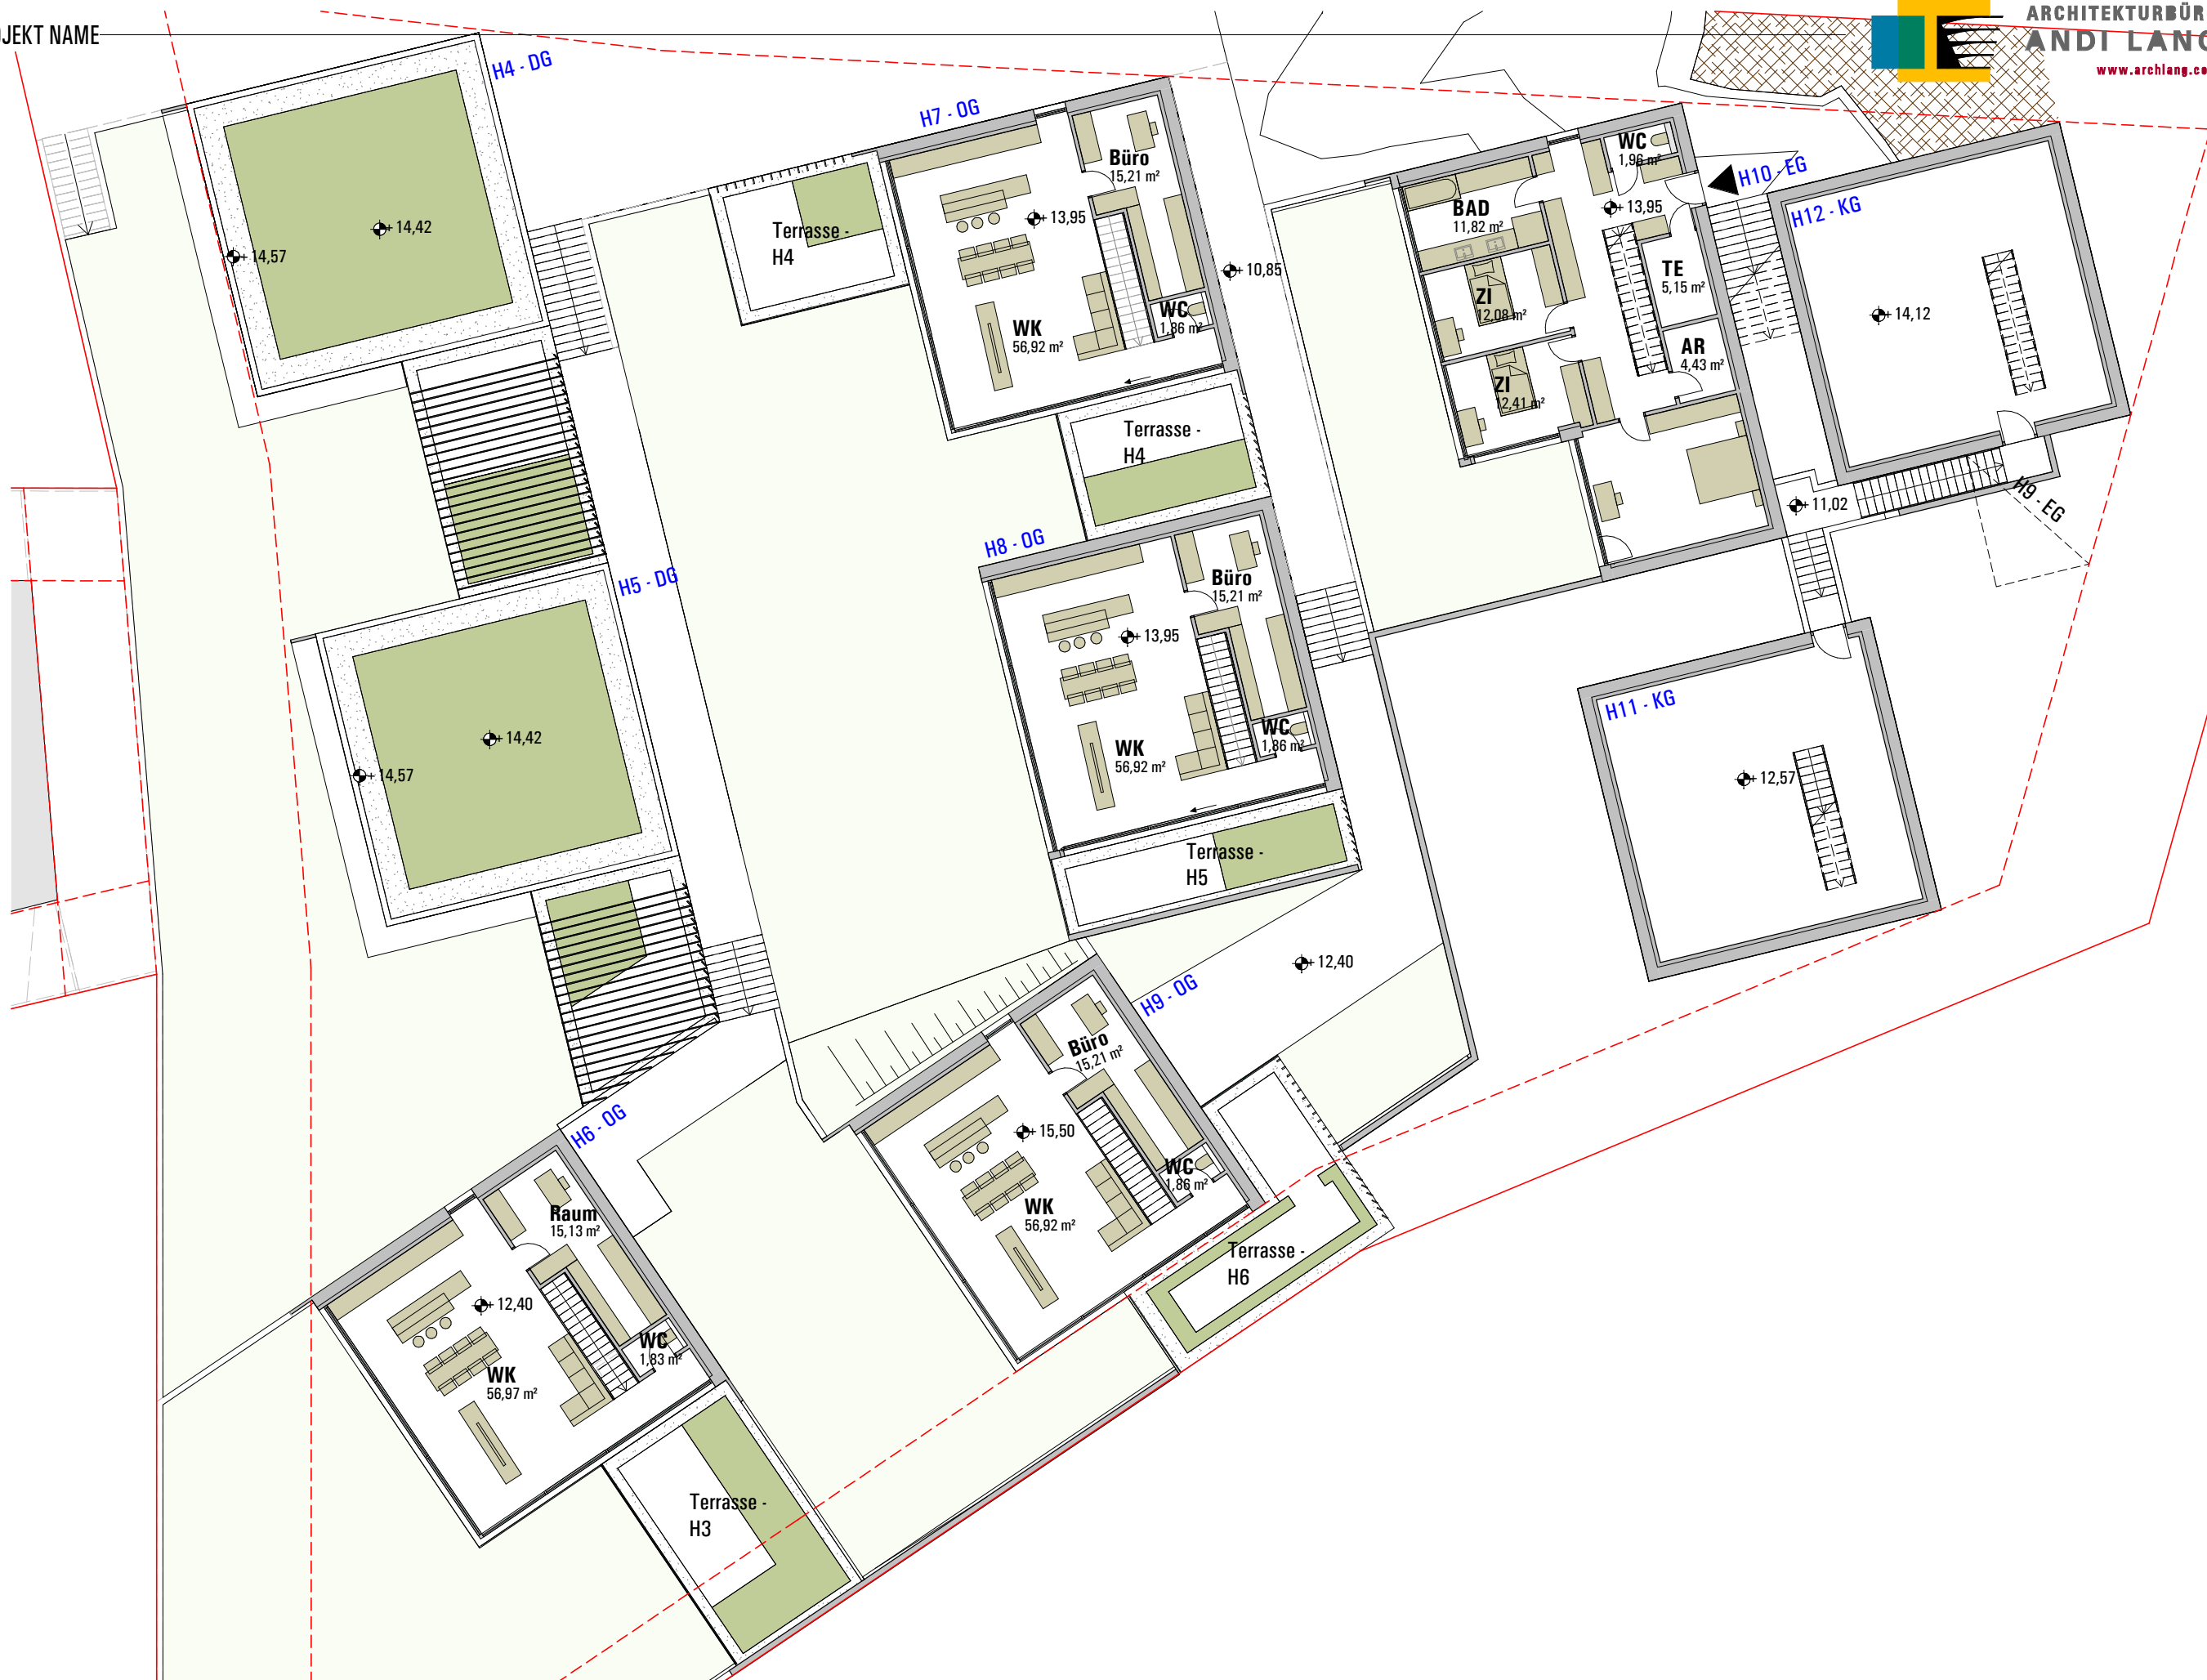 OJEKT NAME
ARCHITEKTURBÜR
ANDI LANG
www.archlang.co
H4 - DG
+ 14,42
+ 14,57
H7 - OG
Büro
15,21 m²
+ 13,95
Terrasse -
H4
WK
56,92 m²
WC
1,86 m²
+ 10,85
Terrasse -
H4
WC
1,96 m²
H10 - EG
BAD
11,82 m²
+ 13,95
TE
5,15 m²
ZI
12,08 m²
AR
4,43 m²
ZI
12,41 m²
H12 - KG
+ 14,12
+ 11,02
H9 - EG
H5 - DG
+ 14,42
+ 14,57
H8 - OG
Büro
15,21 m²
+ 13,95
WK
56,92 m²
WC
1,86 m²
Terrasse -
H5
H11 - KG
+ 12,57
+ 12,40
H9 - OG
Büro
15,21 m²
+ 15,50
WC
1,86 m²
WK
56,92 m²
Terrasse -
H6
H6 - OG
Raum
15,13 m²
+ 12,40
WC
1,83 m²
WK
56,97 m²
Terrasse -
H3